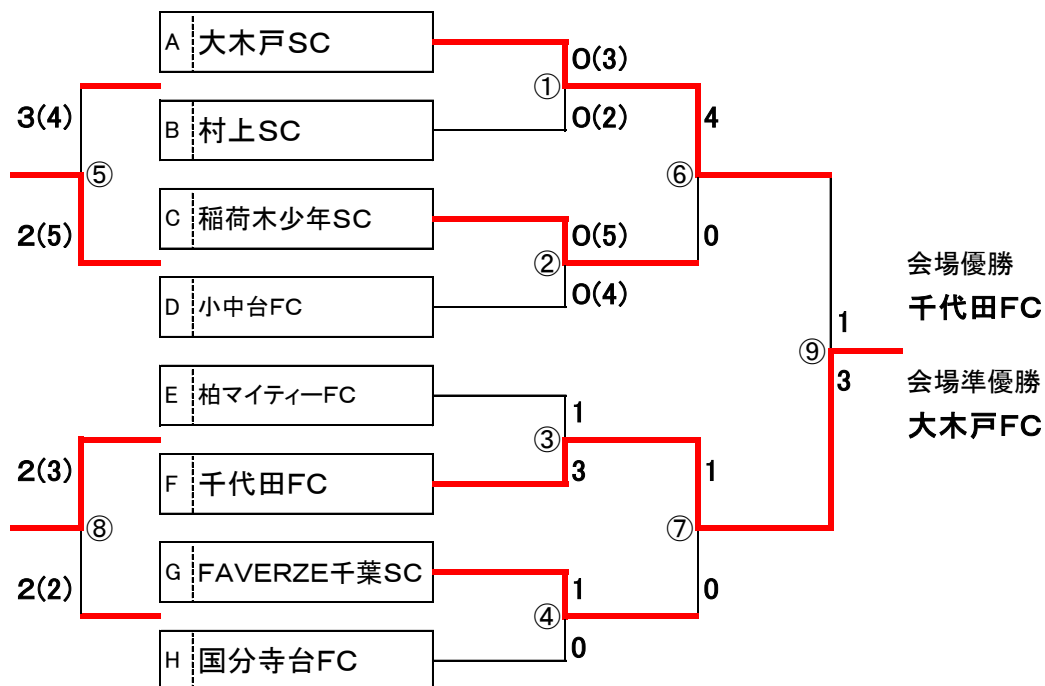 A 大木戸SC
0(3)
①
3(4)
0(2)
4
B 村上SC
⑤
⑥
C 稲荷木少年SC
2(5)
0(5)
0
②
会場優勝
0(4)
D 小中台FC
千代田FC
1
⑨
E 柏マイティーFC
3
会場準優勝
1
大木戸FC
③
2(3)
3
1
F 千代田FC
⑧
⑦
G FAVERZE千葉SC
2(2)
1
0
④
0
H 国分寺台FC